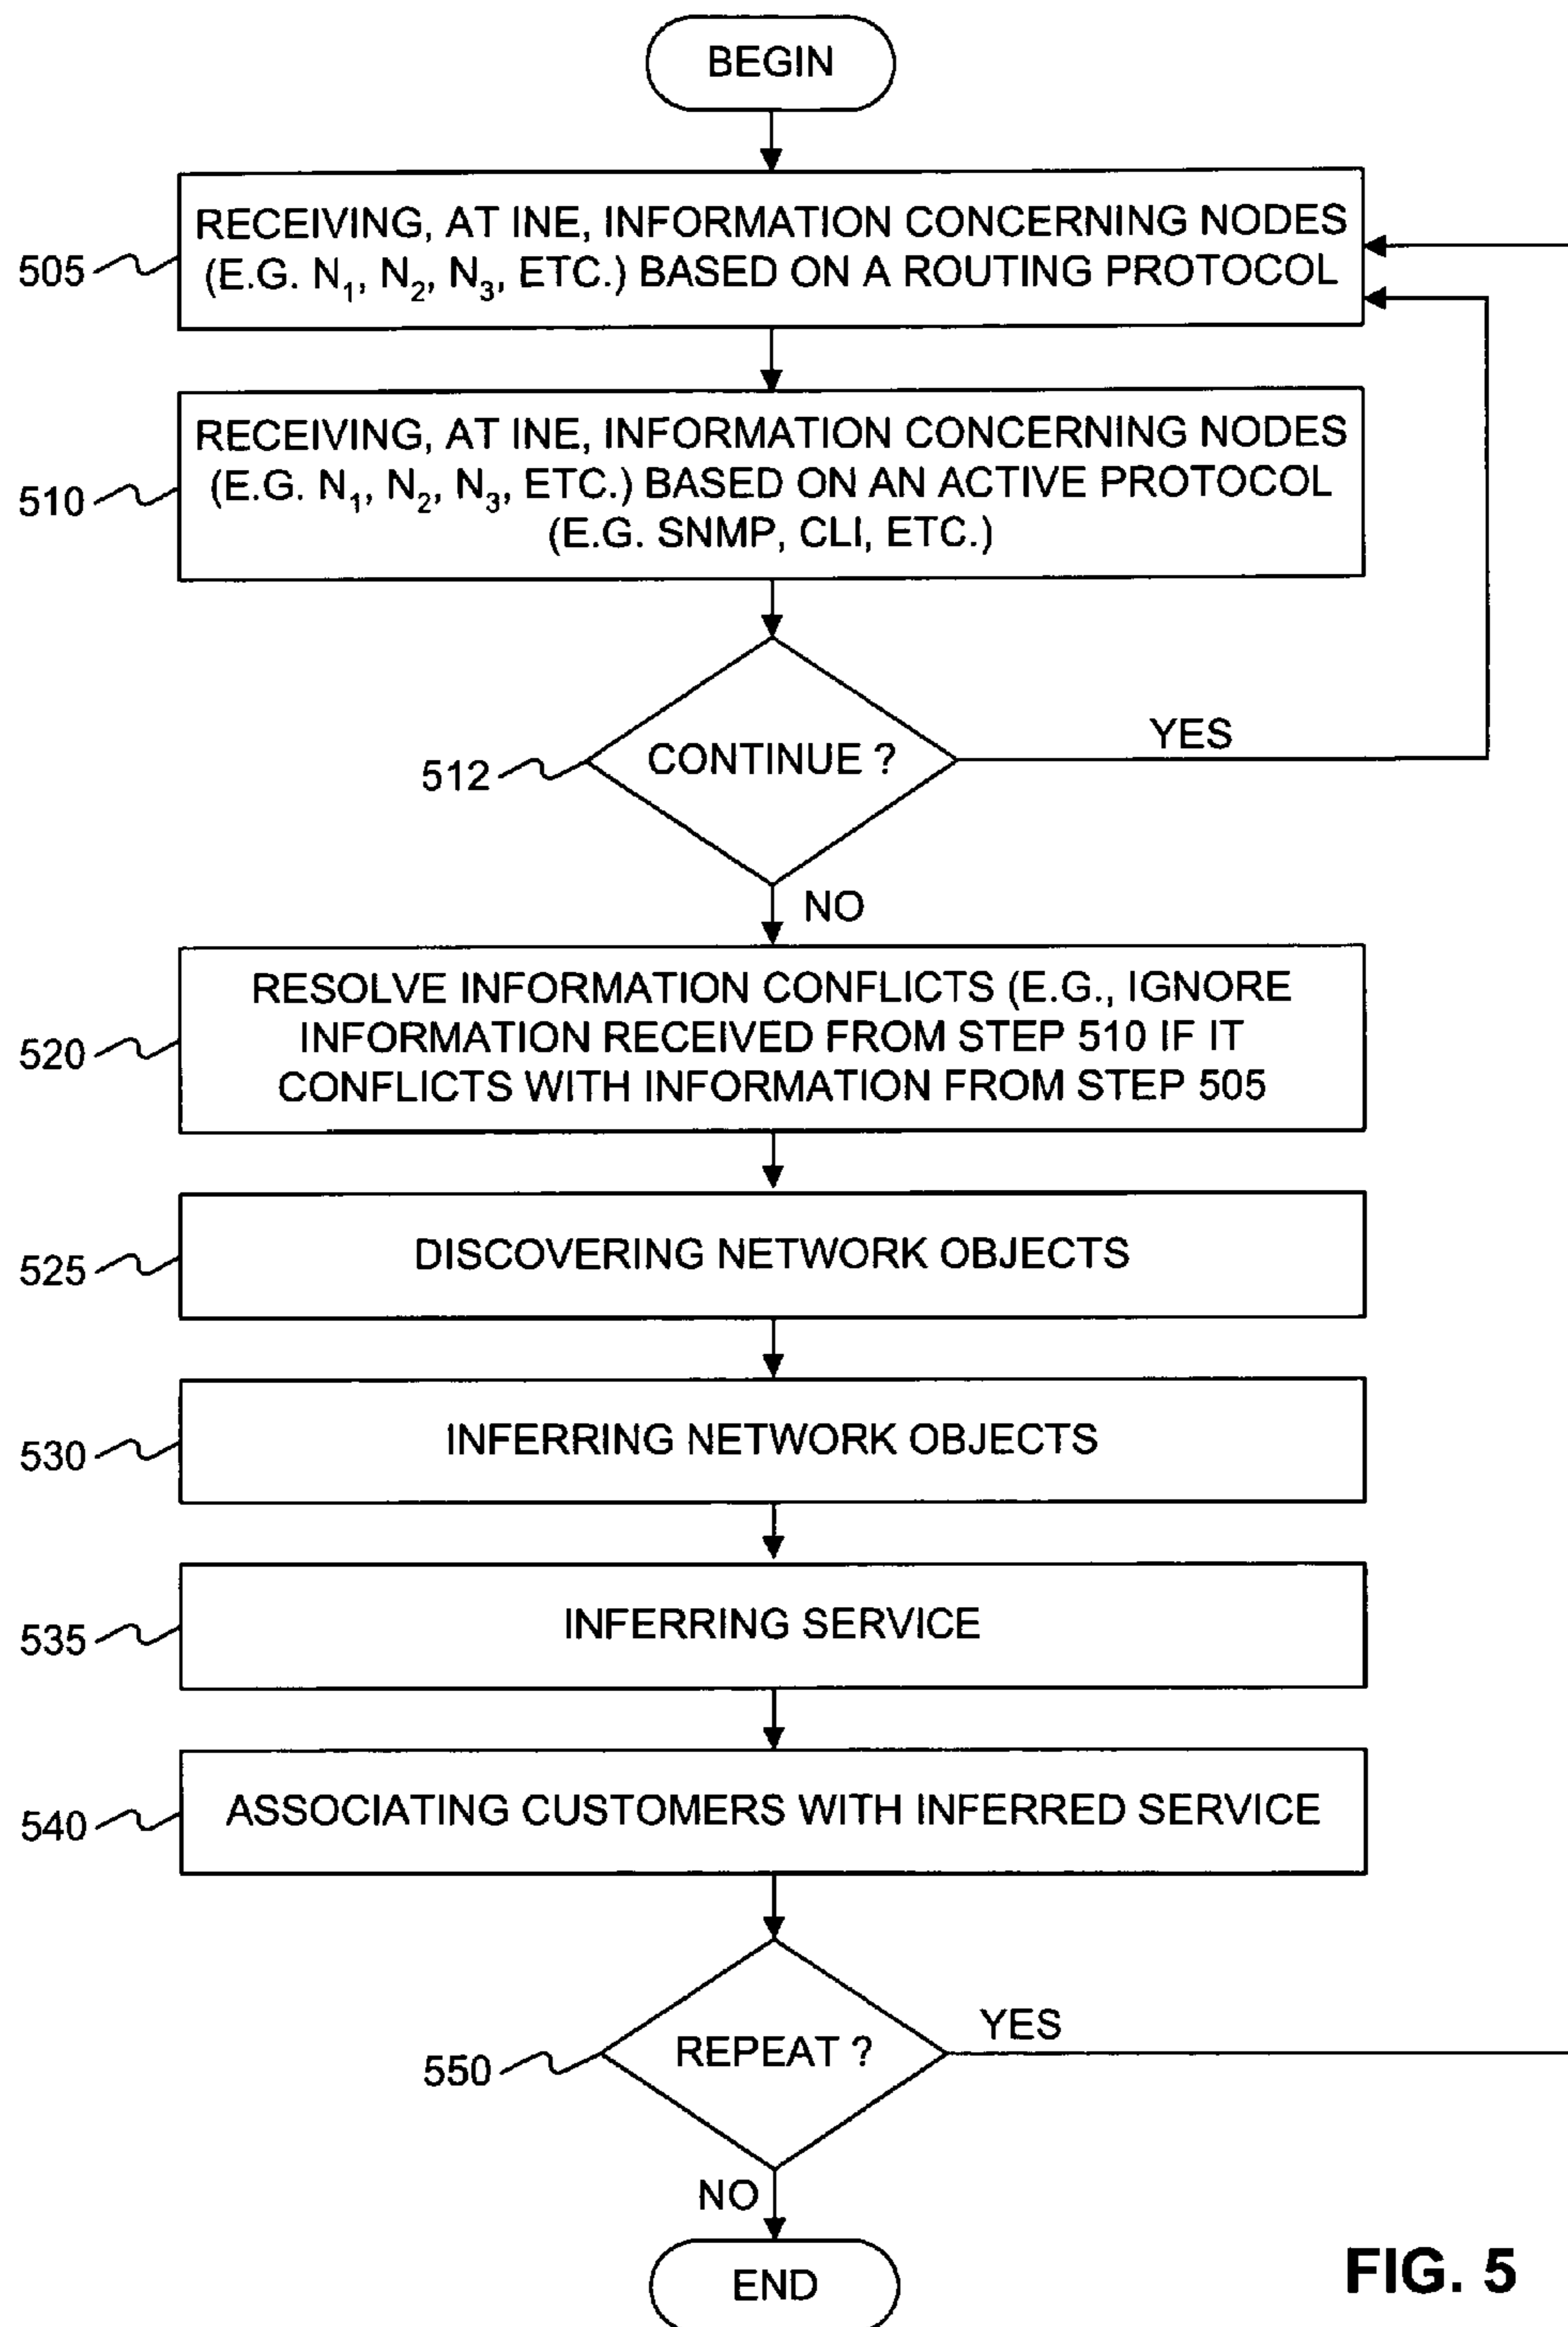 BEGIN
RECEIVING, AT INE, INFORMATION CONCERNING NODES
(E.G. N₁, N₂, N₃, ETC.) BASED ON A ROUTING PROTOCOL
505
RECEIVING, AT INE, INFORMATION CONCERNING NODES
(E.G. N₁, N₂, N₃, ETC.) BASED ON AN ACTIVE PROTOCOL
(E.G. SNMP, CLI, ETC.)
510
CONTINUE ?
YES
512
NO
RESOLVE INFORMATION CONFLICTS (E.G., IGNORE
INFORMATION RECEIVED FROM STEP 510 IF IT
CONFLICTS WITH INFORMATION FROM STEP 505
520
DISCOVERING NETWORK OBJECTS
525
INFERRING NETWORK OBJECTS
530
INFERRING SERVICE
535
ASSOCIATING CUSTOMERS WITH INFERRED SERVICE
540
REPEAT ?
YES
550
NO
END
FIG. 5